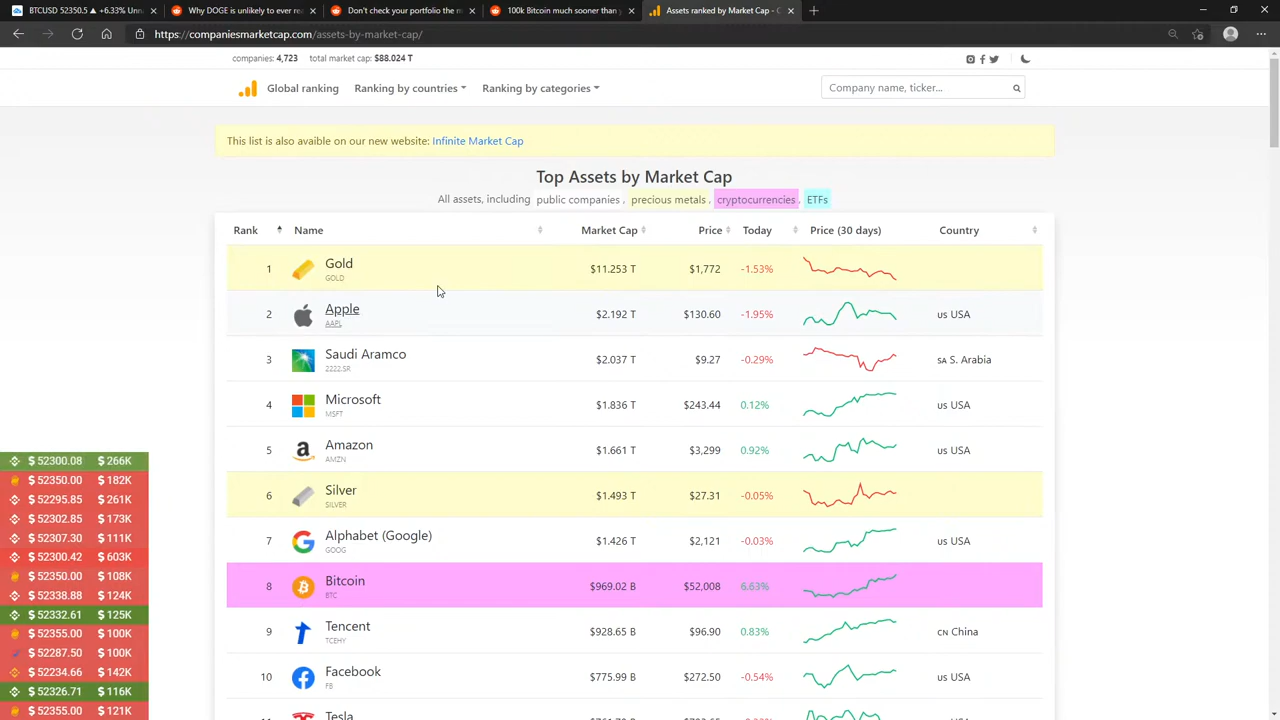 BTCUSD 52350.5 ▲ +6.33% Unn
Why DOGE is unlikely to ever re
Don't check your portfolio the m
100k Bitcoin much sooner than y
Assets ranked by Market Cap - C
https://companiesmarketcap.com/assets-by-market-cap/
companies: 4,723 total market cap: $88.024 T
Global ranking Ranking by countries Ranking by categories Company name, ticker...
This list is also avaible on our new website: Infinite Market Cap
Top Assets by Market Cap
All assets, including public companies, precious metals, cryptocurrencies, ETFs
Rank Name Market Cap Price Today Price (30 days) Country
1 Gold $11.253 T $1,772 -1.53%
GOLD
2 Apple $2.192 T $130.60 -1.95% us USA
AAPL
3 Saudi Aramco $2.037 T $9.27 -0.29% SA S. Arabia
2222.SR
4 Microsoft $1.836 T $243.44 0.12% us USA
MSFT
5 Amazon $1.661 T $3,299 0.92% us USA
AMZN
6 Silver $1.493 T $27.31 -0.05%
SILVER
7 Alphabet (Google) $1.426 T $2,121 -0.03% us USA
GOOG
8 Bitcoin $969.02 B $52,008 6.63%
BTC
9 Tencent $928.65 B $96.90 0.83% CN China
TCEHY
10 Facebook $775.99 B $272.50 -0.54% us USA
FB
Tesla
$ 52300.08 $ 266K
$ 52350.00 $ 182K
$ 52295.85 $ 261K
$ 52302.85 $ 173K
$ 52307.30 $ 111K
$ 52300.42 $ 603K
$ 52350.00 $ 108K
$ 52338.88 $ 124K
$ 52332.61 $ 125K
$ 52355.00 $ 100K
$ 52287.50 $ 100K
$ 52234.66 $ 142K
$ 52326.71 $ 116K
$ 52355.00 $ 121K